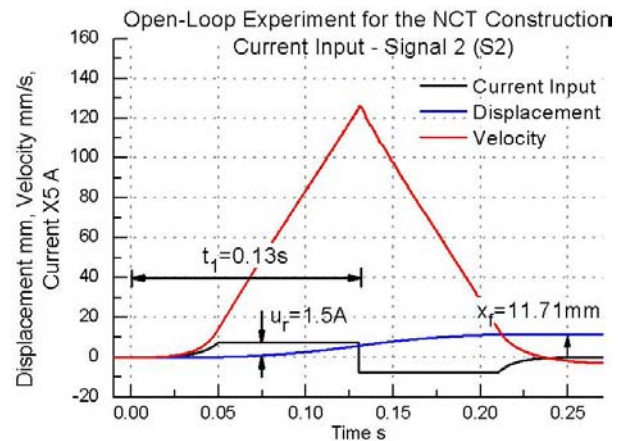 Open-Loop Experiment for the NCT Construction
Current Input - Signal 2 (S2)
Current Input
Displacement
Velocity
Displacement mm, Velocity mm/s,
Current X5 A
160
140
120
100
80
60
40
20
0
-20
t₁=0.13s
uᵣ=1.5A
x_f=11.71mm
0.00
0.05
0.10
0.15
0.20
0.25
Time s